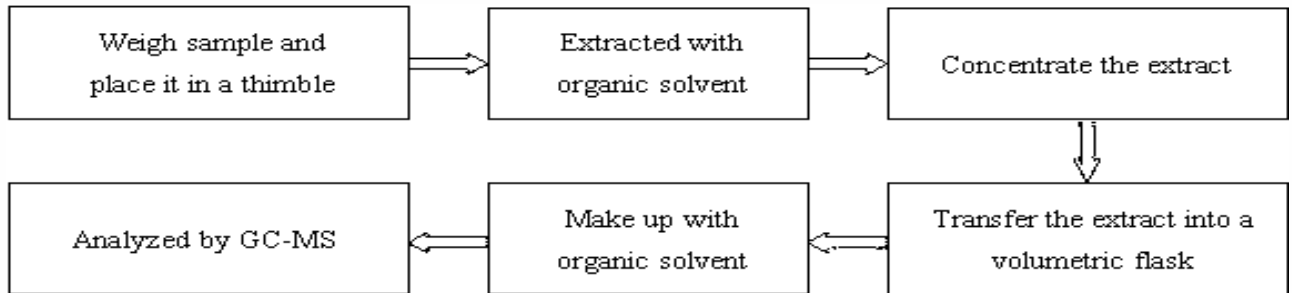 Weigh sample and
place it in a thimble
Extracted with
organic solvent
Concentrate the extract
Transfer the extract into a
volumetric flask
Make up with
organic solvent
Analyzed by GC-MS